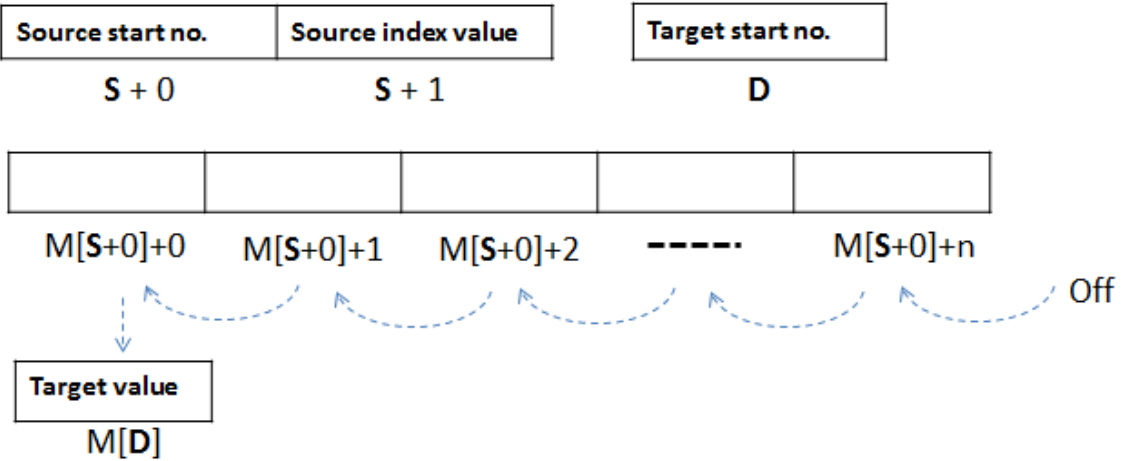 Source start no. Source index value Target start no.
S + 0 S + 1 D
M[S+0]+0 M[S+0]+1 M[S+0]+2 ----- M[S+0]+n
Off
Target value
M[D]